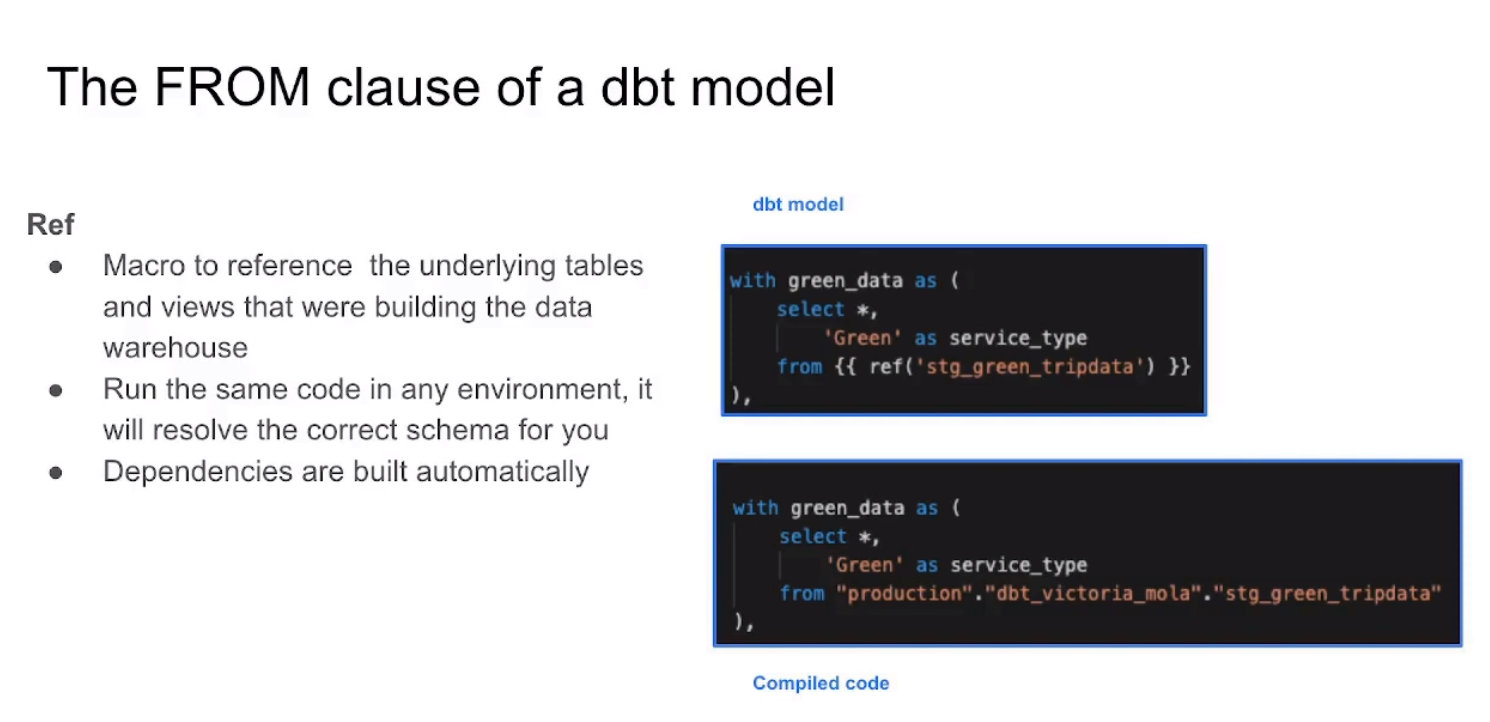 The FROM clause of a dbt model
Ref
● Macro to reference  the underlying tables
and views that were building the data
warehouse
● Run the same code in any environment, it
will resolve the correct schema for you
● Dependencies are built automatically
dbt model
with green_data as (
    select *,
        'Green' as service_type
    from {{ ref('stg_green_tripdata') }}
),
with green_data as (
    select *,
        'Green' as service_type
    from "production"."dbt_victoria_mola"."stg_green_tripdata"
),
Compiled code